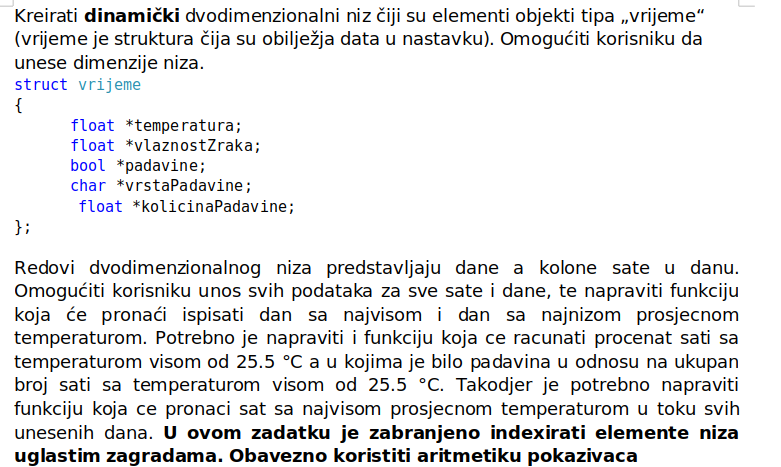 Kreirati dinamički dvodimenzionalni niz čiji su elementi objekti tipa „vrijeme“
(vrijeme je struktura čija su obilježja data u nastavku). Omogućiti korisniku da
unese dimenzije niza.
struct vrijeme
{
float *temperatura;
float *vlaznostZraka;
bool *padavine;
char *vrstaPadavine;
float *kolicinaPadavine;
};
Redovi dvodimenzionalnog niza predstavljaju dane a kolone sate u danu.
Omogućiti korisniku unos svih podataka za sve sate i dane, te napraviti funkciju
koja će pronaći ispisati dan sa najvisom i dan sa najnizom prosjecnom
temperaturom. Potrebno je napraviti i funkciju koja ce racunati procenat sati sa
temperaturom visom od 25.5 °C a u kojima je bilo padavina u odnosu na ukupan
broj sati sa temperaturom visom od 25.5 °C. Takodjer je potrebno napraviti
funkciju koja ce pronaci sat sa najvisom prosjecnom temperaturom u toku svih
unesenih dana. U ovom zadatku je zabranjeno indexirati elemente niza
uglastim zagradama. Obavezno koristiti aritmetiku pokazivaca